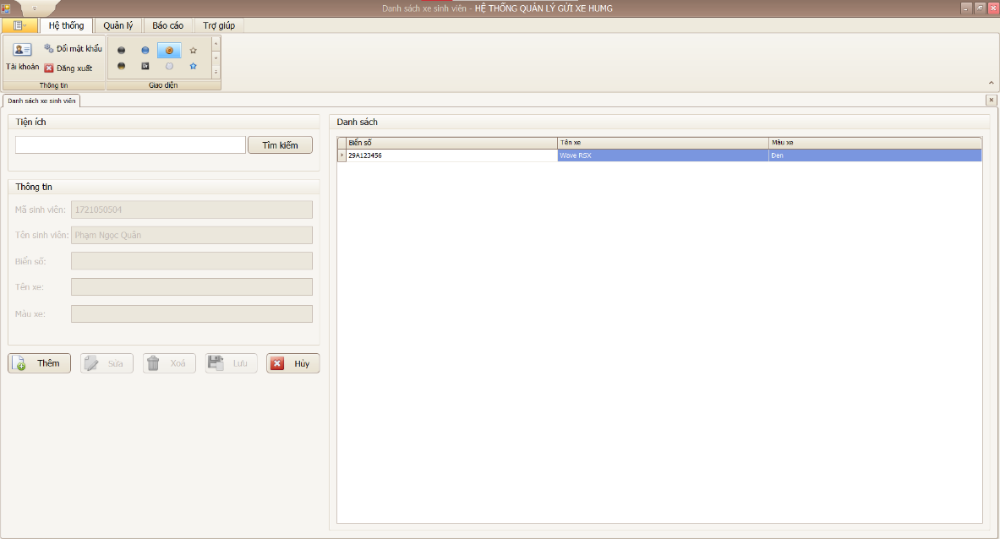 Danh sách xe sinh viên - HỆ THỐNG QUẢN LÝ GỬI XE HUMG
Hệ thống Quản lý Báo cáo Trợ giúp
Tài khoản
Đổi mật khẩu
Đăng xuất
Thông tin
Giao diện
Danh sách xe sinh viên
Tiện ích
Tìm kiếm
Thông tin
Mã sinh viên: 1721050504
Tên sinh viên: Phạm Ngọc Quân
Biển số:
Tên xe:
Màu xe:
Thêm Sửa Xoá Lưu Hủy
Danh sách
Biển số Tên xe Màu xe
29A123456 Wave RSX Den